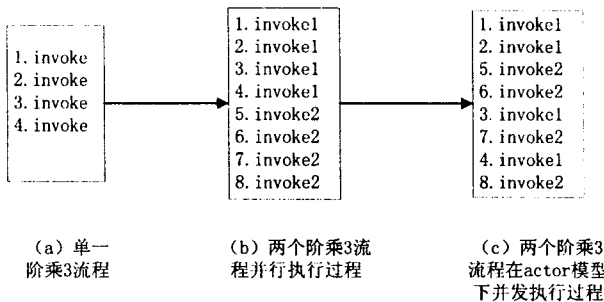 1. invoke
2. invoke
3. invoke
4. invoke
1. invoke1
2. invoke1
3. invoke1
4. invoke1
5. invoke2
6. invoke2
7. invoke2
8. invoke2
1. invoke1
2. invoke1
5. invoke2
6. invoke2
3. invoke1
7. invoke2
4. invoke1
8. invoke2
（a）单一
阶乘3流程
（b）两个阶乘3流
程并行执行过程
（c）两个阶乘3
流程在actor模型
下并发执行过程